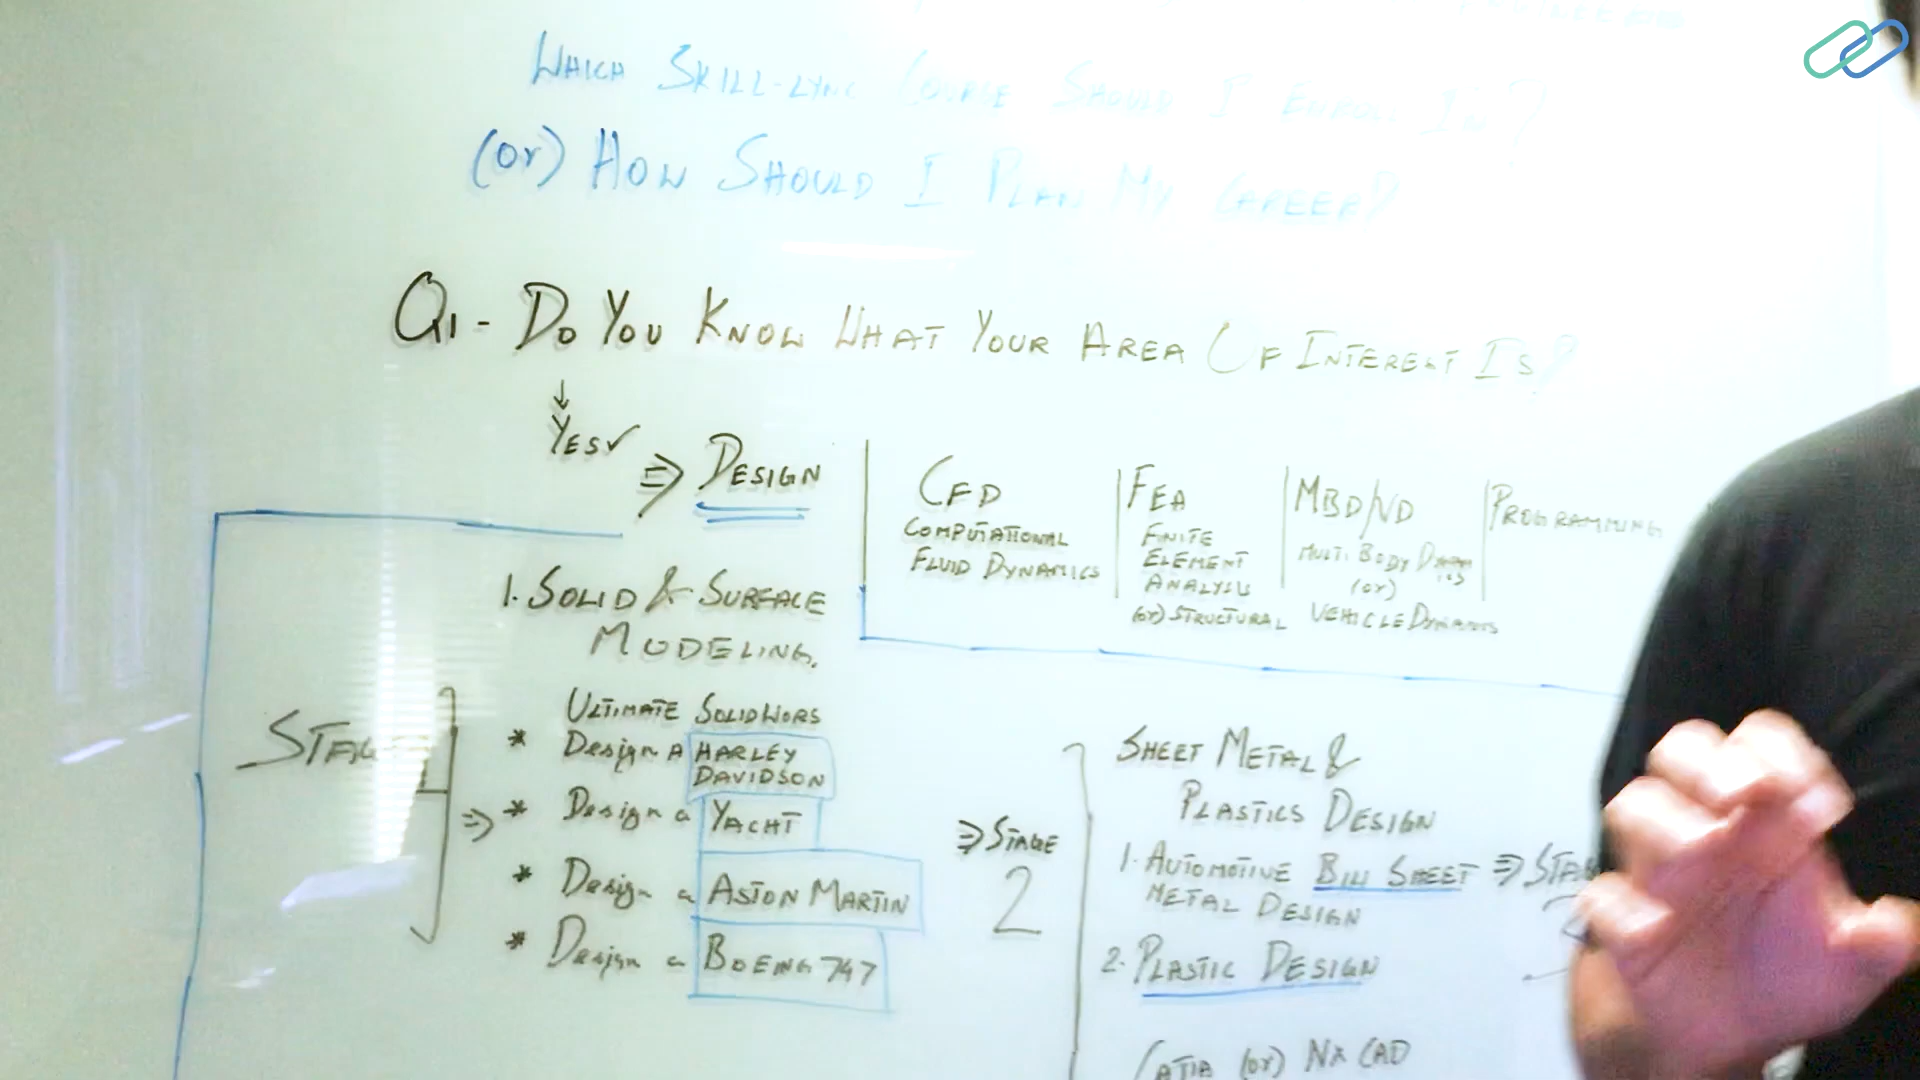 WHICH SKILL-LYNC COURSE SHOULD I ENROLL IN?
(or) HOW SHOULD I PLAN MY CAREER?
Q1 - DO YOU KNOW WHAT YOUR AREA OF INTEREST IS?
↓
YES✓
⇒ DESIGN
CFD
COMPUTATIONAL
FLUID DYNAMICS
FEA
FINITE
ELEMENT
ANALYSIS
(or) STRUCTURAL
MBD/VD
MULTI BODY DYNAMICS
(or)
VEHICLE DYNAMICS
PROGRAMMING
1. SOLID & SURFACE
MODELING.
ULTIMATE SOLIDWORS
* Design A HARLEY
DAVIDSON
* Design a YACHT
* Design a ASTON MARTIN
* Design a BOEING 747
⇒ STAGE
2
SHEET METAL &
PLASTICS DESIGN
1. AUTOMOTIVE BIW SHEET ⇒
METAL DESIGN
2. PLASTIC DESIGN
CATIA (or) NX CAD